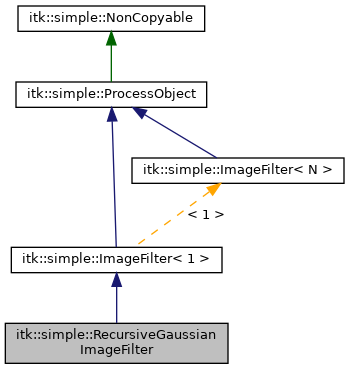 itk::simple::NonCopyable
itk::simple::ProcessObject
itk::simple::ImageFilter< N >
< 1 >
itk::simple::ImageFilter< 1 >
itk::simple::RecursiveGaussian
ImageFilter